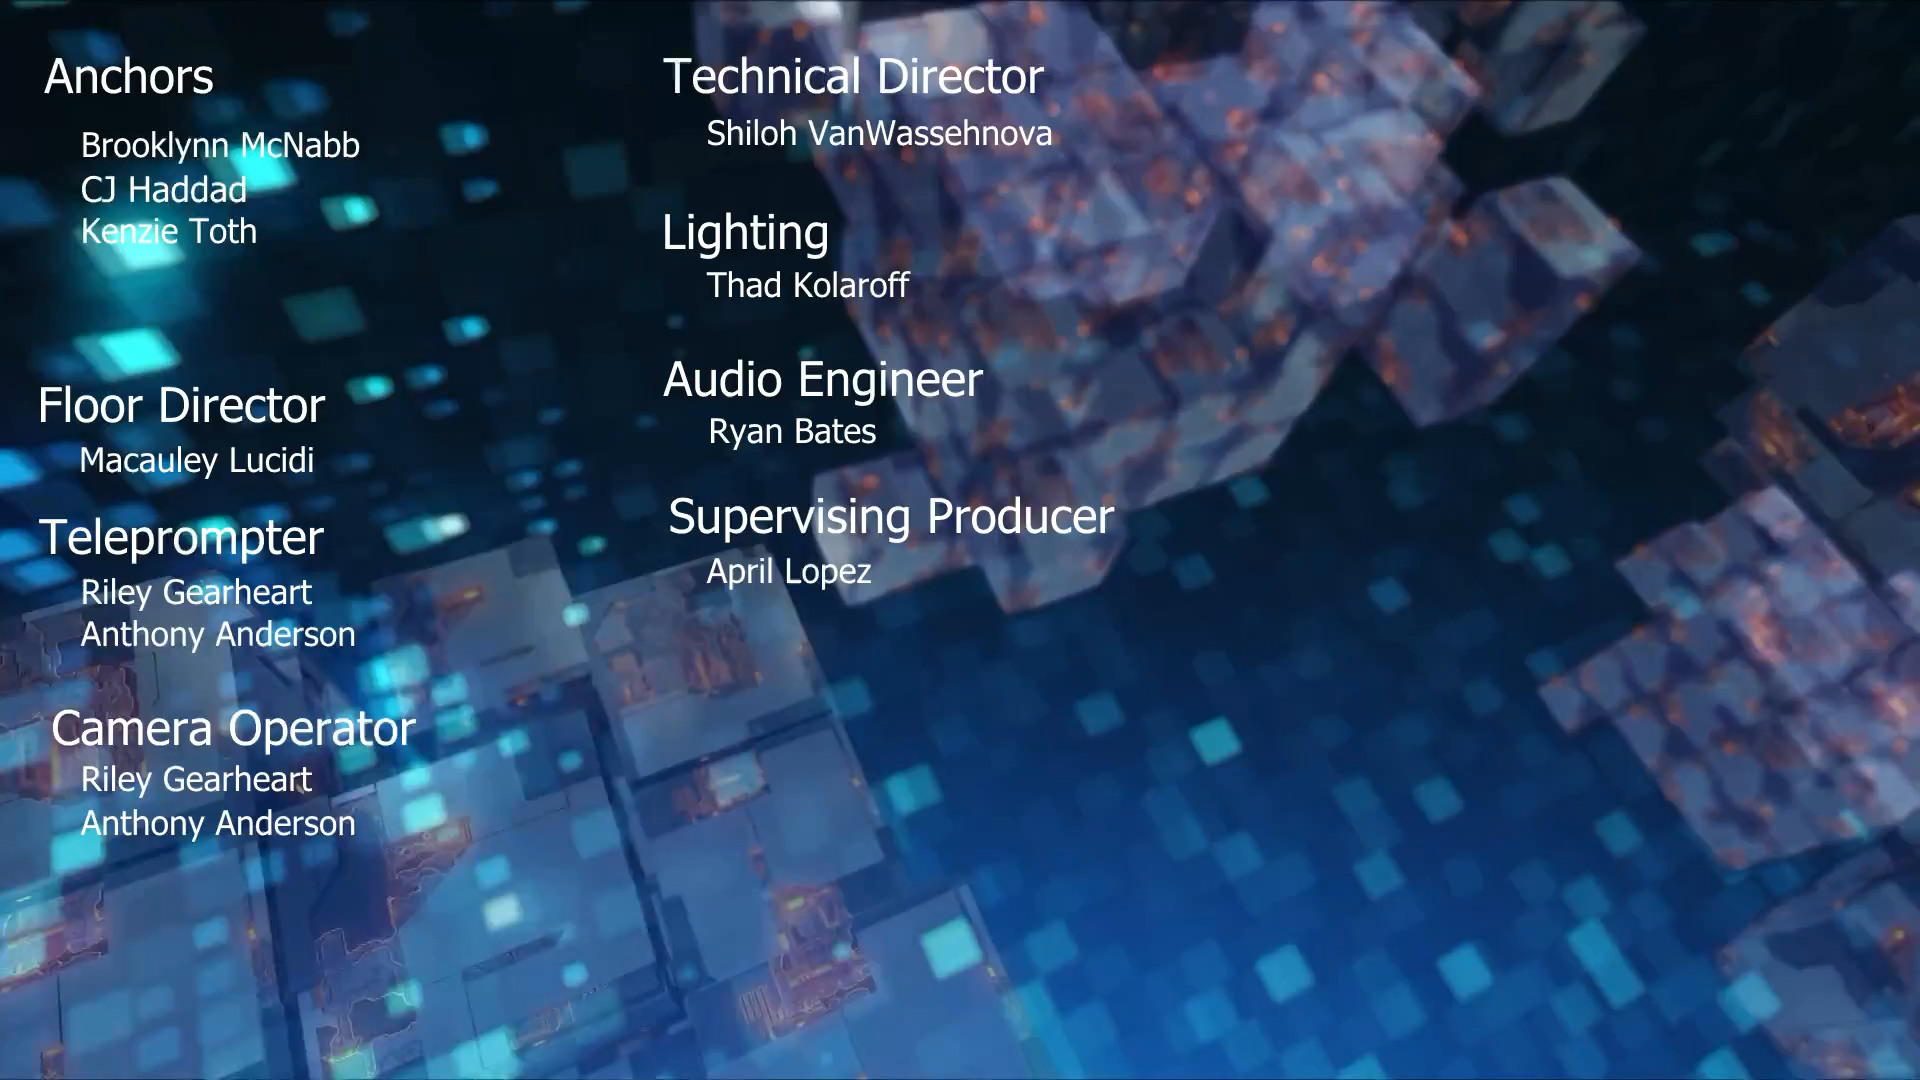 Anchors
Brooklynn McNabb
CJ Haddad
Kenzie Toth
Floor Director
Macauley Lucidi
Teleprompter
Riley Gearheart
Anthony Anderson
Camera Operator
Riley Gearheart
Anthony Anderson
Technical Director
Shiloh VanWassehnova
Lighting
Thad Kolaroff
Audio Engineer
Ryan Bates
Supervising Producer
April Lopez